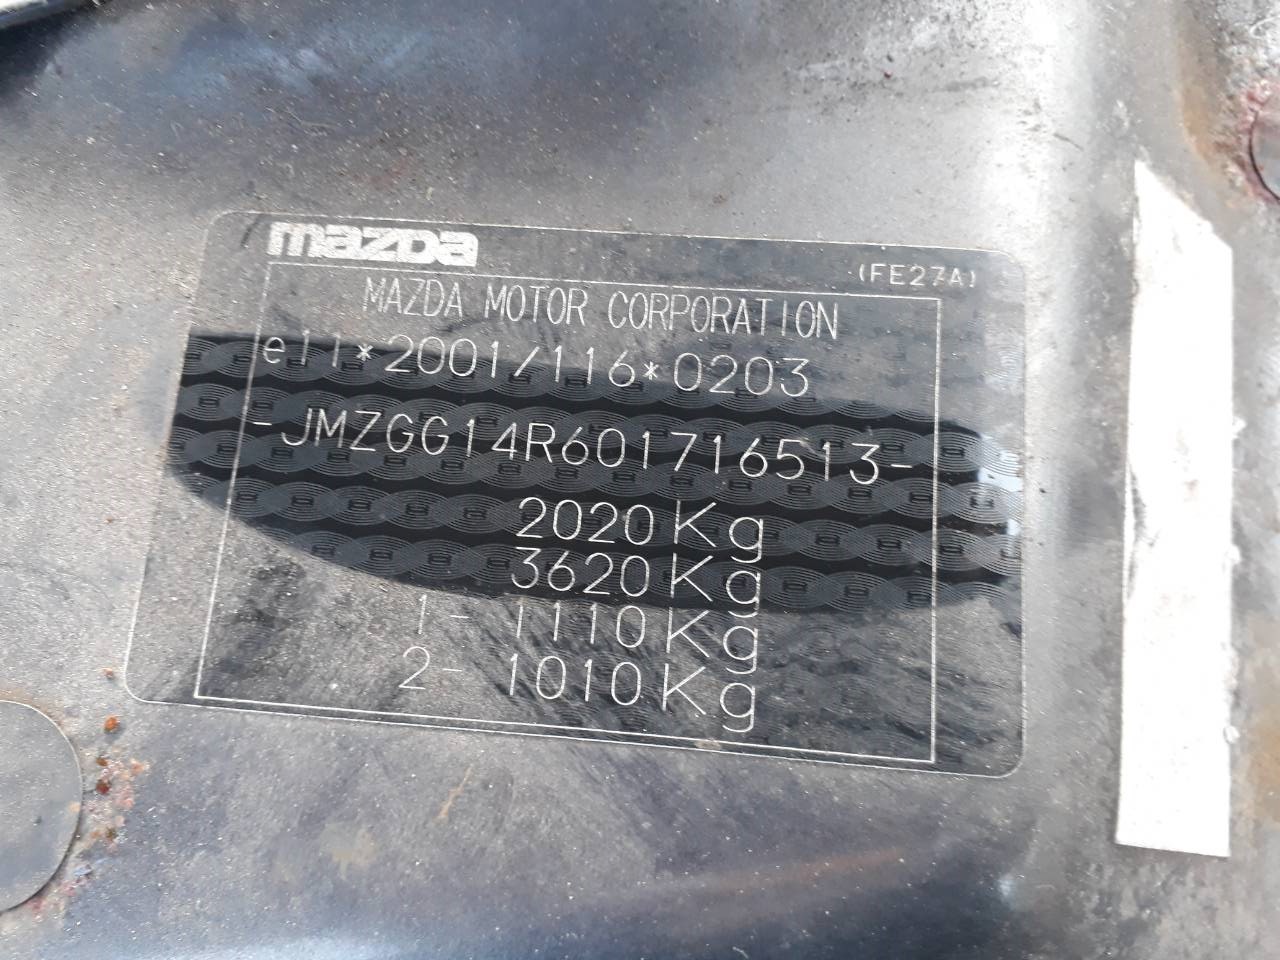 mazda
(FE27A)
MAZDA MOTOR CORPORATION
e11*2001/116*0203
-JMZGG14R601716513-
2020Kg
3620Kg
1- 1110Kg
2- 1010Kg